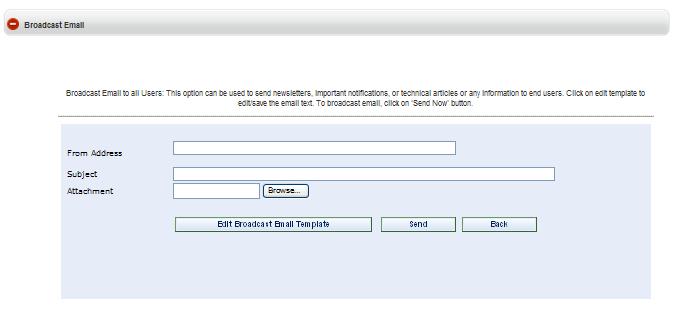 Broadcast Email
Broadcast Email to all Users: This option can be used to send newsletters, important notifications, or technical articles or any information to end users. Click on edit template to
edit/save the email text. To broadcast email, click on 'Send Now' button.
From Address
Subject
Attachment Browse...
Edit Broadcast Email Template Send Back